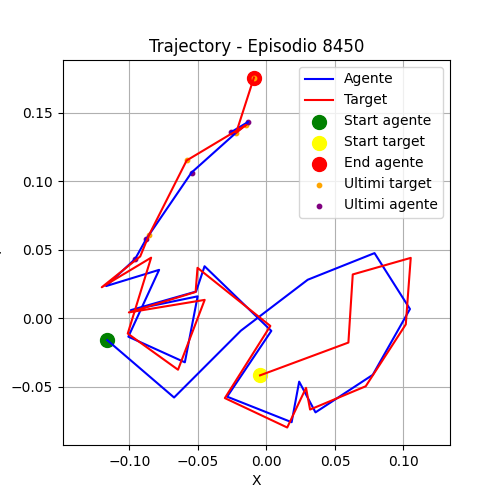 Trajectory - Episodio 8450
Agente
Target
Start agente
Start target
End agente
Ultimi target
Ultimi agente
0.15
0.10
0.05
0.00
−0.05
−0.10
−0.05
0.00
0.05
0.10
X